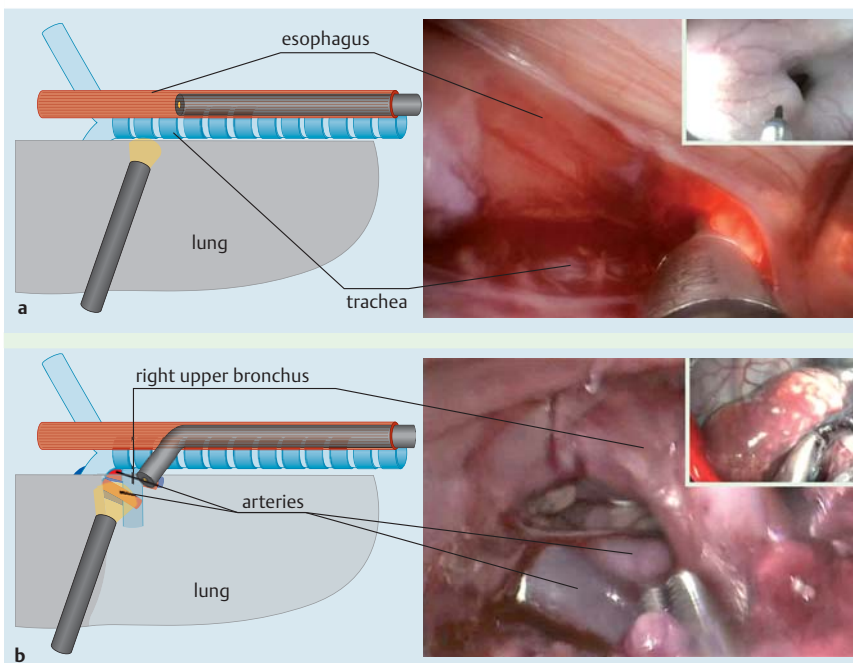 esophagus
lung
trachea
a
right upper bronchus
arteries
lung
b